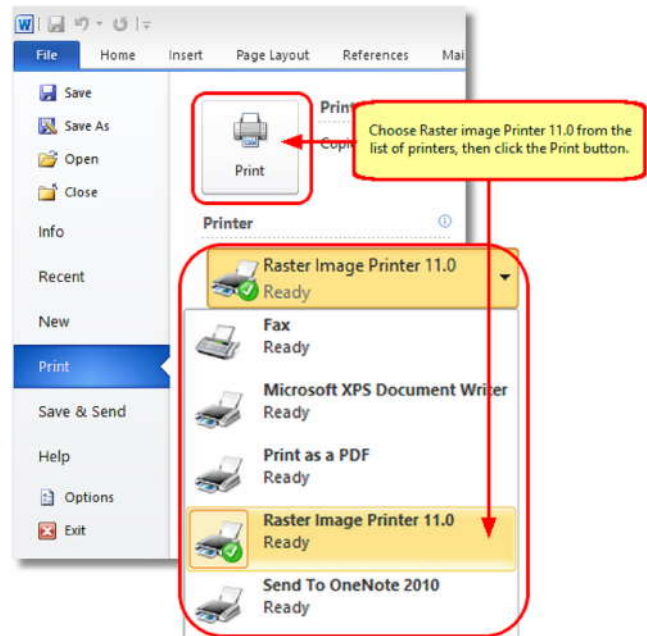 File Home Insert Page Layout References Mai
Save
Save As
Open
Close
Info
Recent
New
Print
Save & Send
Help
Options
Exit
Print
Copie
Print
Choose Raster image Printer 11.0 from the
list of printers, then click the Print button.
Printer
Raster Image Printer 11.0
Ready
Fax
Ready
Microsoft XPS Document Writer
Ready
Print as a PDF
Ready
Raster Image Printer 11.0
Ready
Send To OneNote 2010
Ready